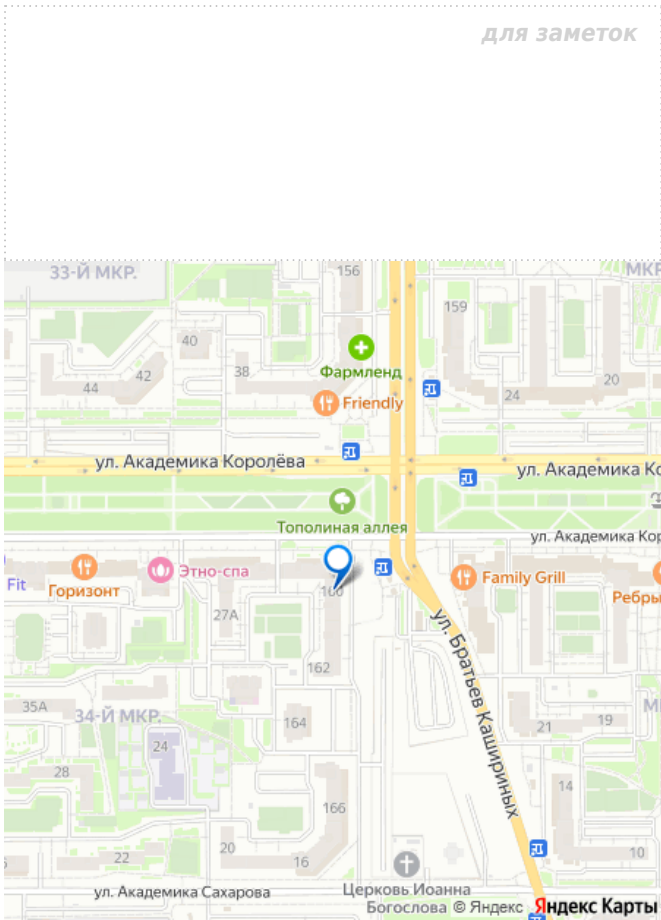 для заметок
33-Й МКР.
156
МКР
159
40
38
42
44
Фармленд
20
24
Friendly
ул. Академика Королёва
ул. Академика Ко
Тополиная аллея
ул. Академика Кор
Fit
Горизонт
Этно-спа
160
Family Grill
Ребры
27А
ул. Братьев Кашириных
162
35А
34-Й МКР.
164
21
19
24
28
14
166
20
22
16
10
ул. Академика Сахарова
Церковь Иоанна
Богослова
© Яндекс
Яндекс Карты